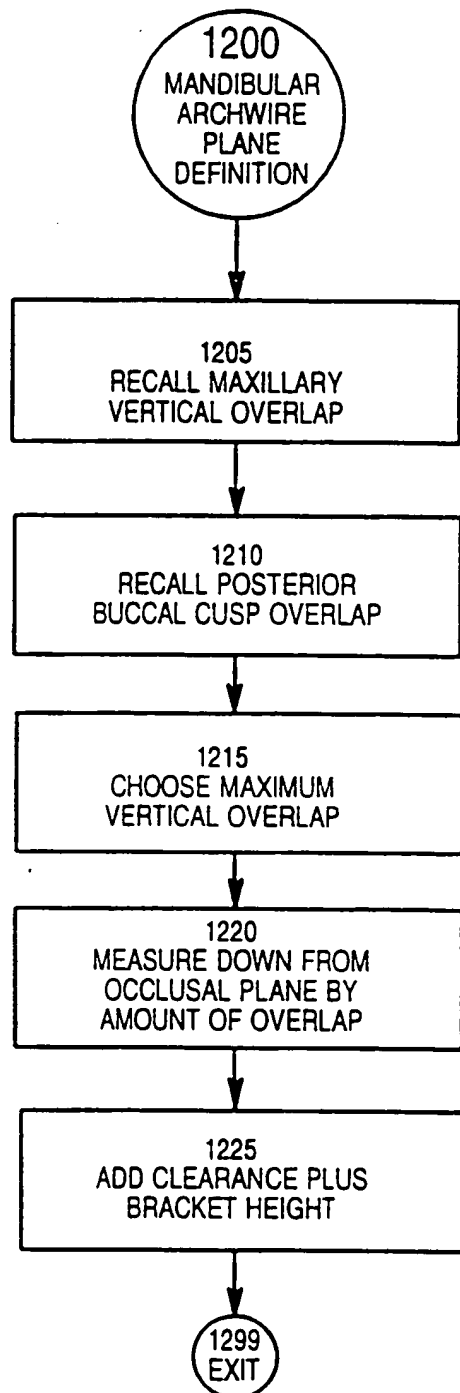 1200
MANDIBULAR
ARCHWIRE
PLANE
DEFINITION
1205
RECALL MAXILLARY
VERTICAL OVERLAP
1210
RECALL POSTERIOR
BUCCAL CUSP OVERLAP
1215
CHOOSE MAXIMUM
VERTICAL OVERLAP
1220
MEASURE DOWN FROM
OCCLUSAL PLANE BY
AMOUNT OF OVERLAP
1225
ADD CLEARANCE PLUS
BRACKET HEIGHT
1299
EXIT